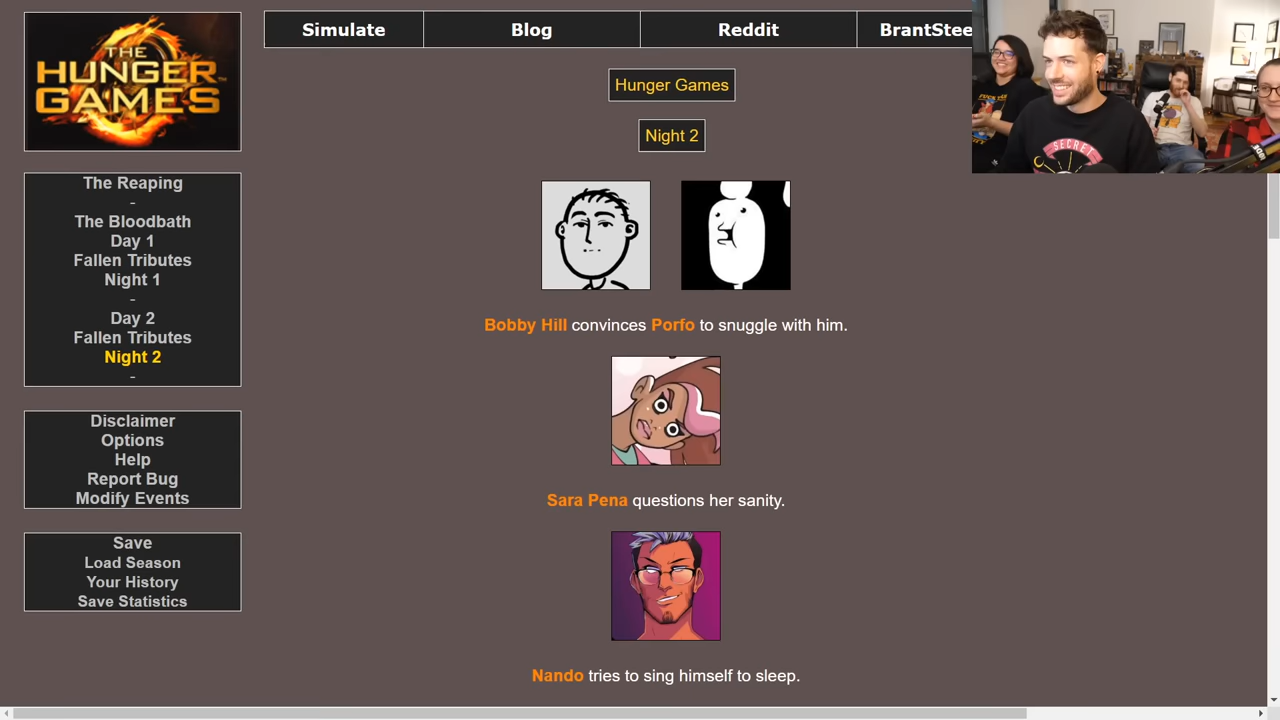 THE
HUNGER
GAMES
Simulate
Blog
Reddit
BrantStee
Hunger Games
Night 2
The Reaping
-
The Bloodbath
Day 1
Fallen Tributes
Night 1
-
Day 2
Fallen Tributes
Night 2
-
Disclaimer
Options
Help
Report Bug
Modify Events
Save
Load Season
Your History
Save Statistics
Bobby Hill convinces Porfo to snuggle with him.
Sara Pena questions her sanity.
Nando tries to sing himself to sleep.
SECRET